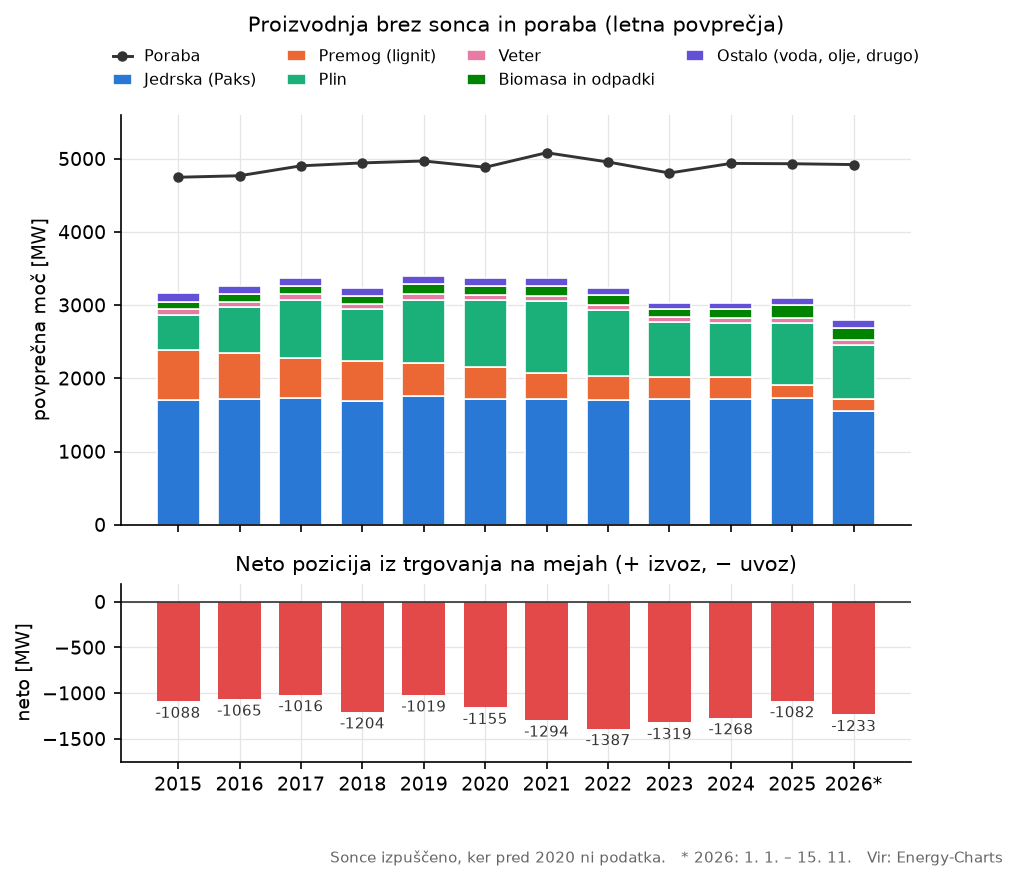 Proizvodnja brez sonca in poraba (letna povprečja)
Poraba
Jedrska (Paks)
Premog (lignit)
Plin
Veter
Biomasa in odpadki
Ostalo (voda, olje, drugo)
povprečna moč [MW]
5000
4000
3000
2000
1000
0
Neto pozicija iz trgovanja na mejah (+ izvoz, − uvoz)
neto [MW]
0
−500
−1000
−1500
-1088 -1065 -1016 -1204 -1019 -1155 -1294 -1387 -1319 -1268 -1082 -1233
2015 2016 2017 2018 2019 2020 2021 2022 2023 2024 2025 2026*
Sonce izpuščeno, ker pred 2020 ni podatka. * 2026: 1. 1. – 15. 11. Vir: Energy-Charts